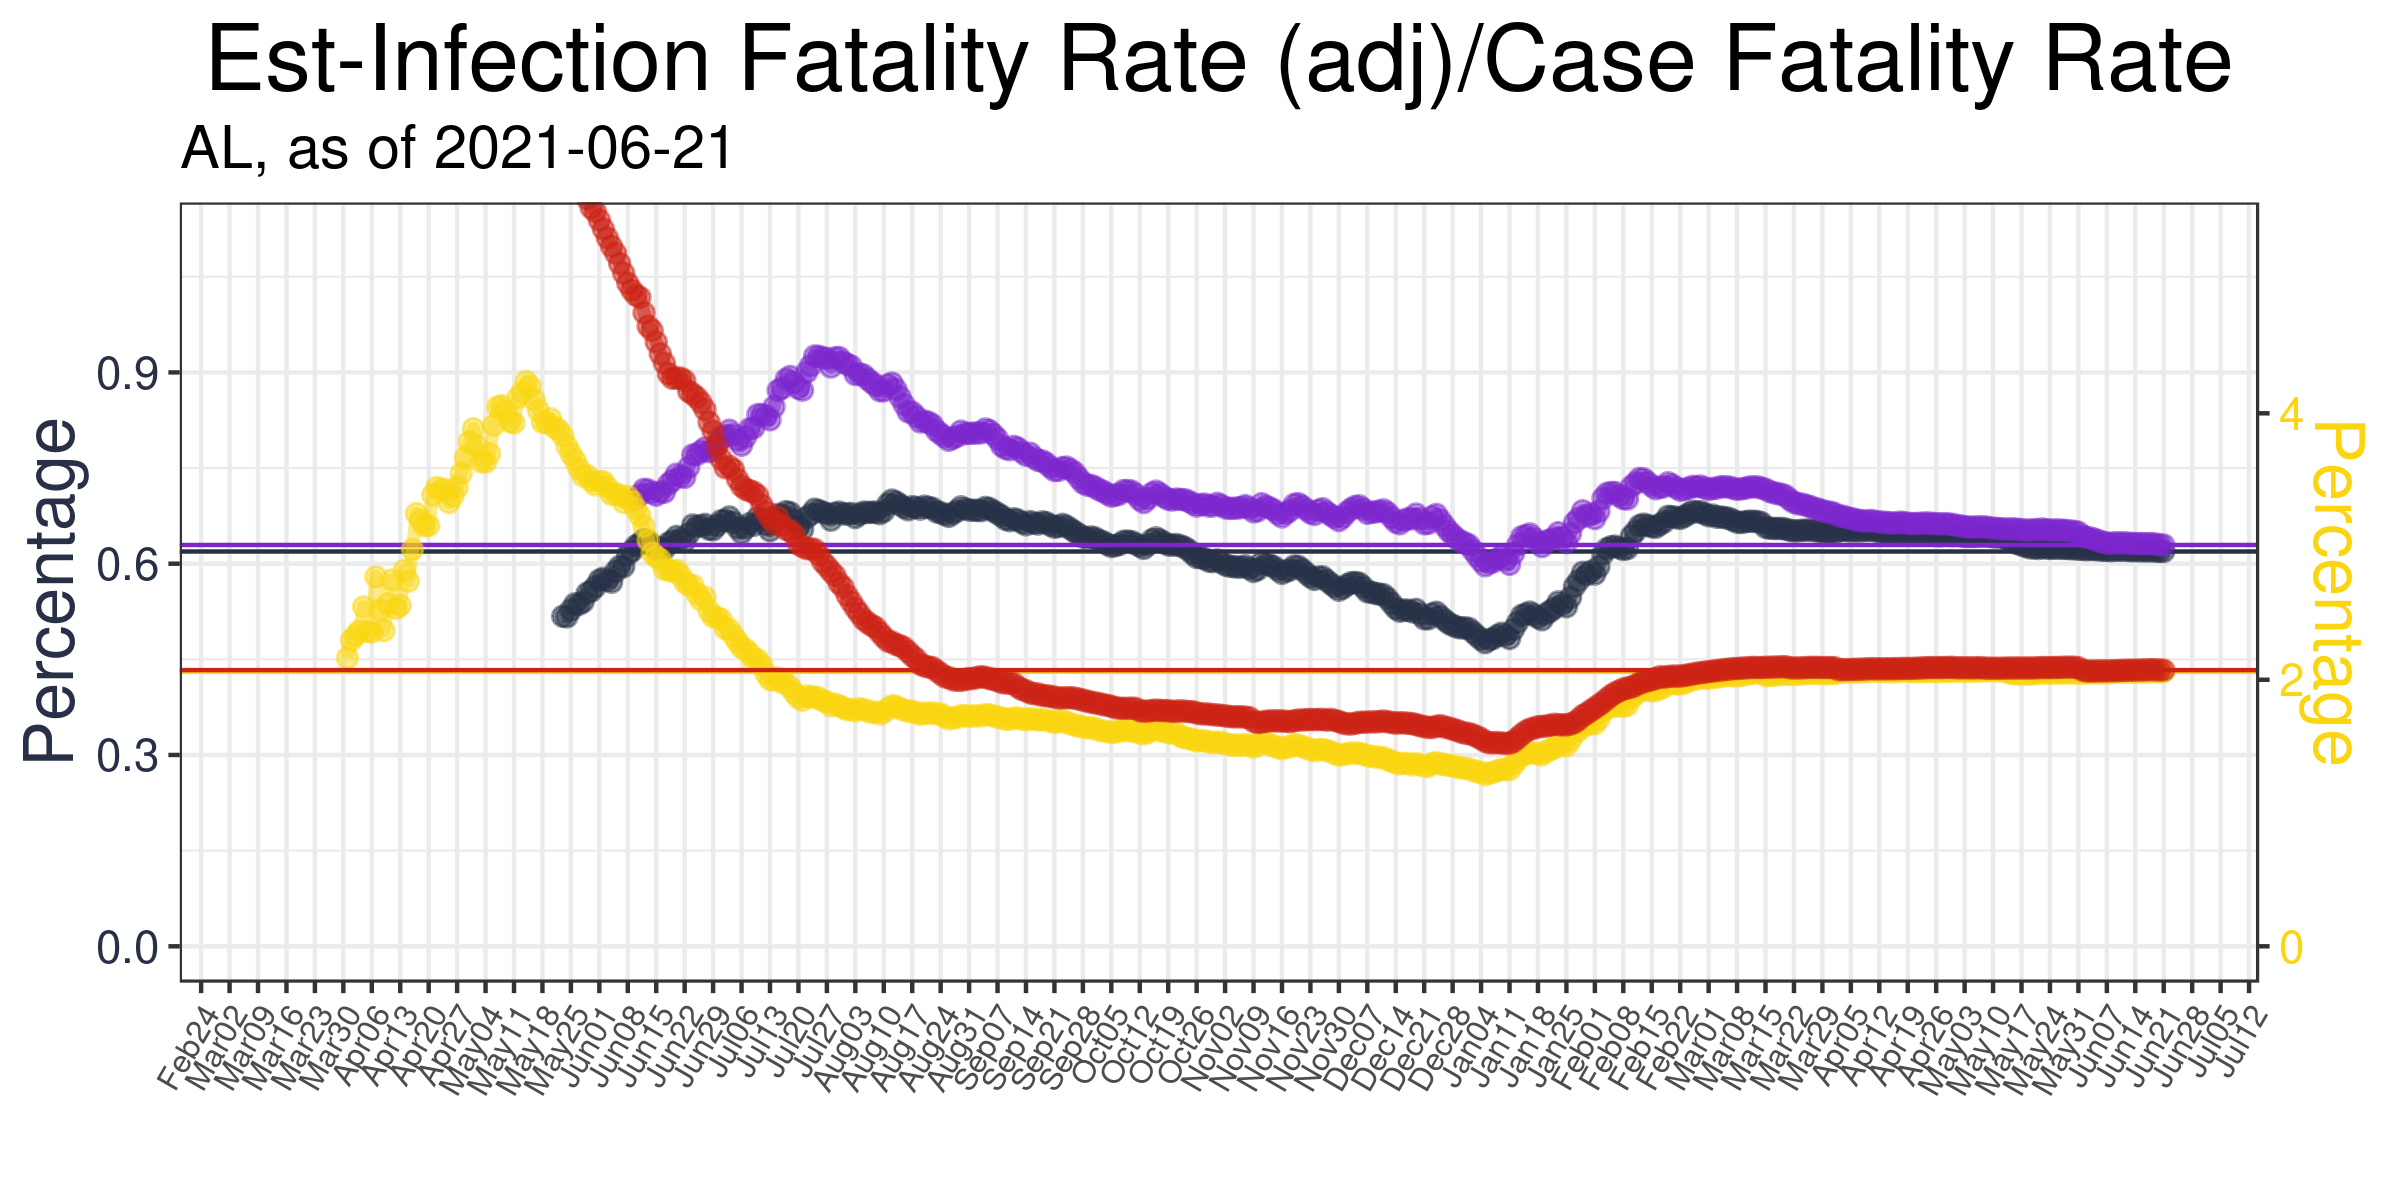 Est-Infection Fatality Rate (adj)/Case Fatality Rate
AL, as of 2021-06-21
Percentage
0.9
0.6
0.3
0.0
4
2
0
Percentage
Feb24
Mar02
Mar09
Mar16
Mar23
Mar30
Apr06
Apr13
Apr20
Apr27
May04
May11
May18
May25
Jun01
Jun08
Jun15
Jun22
Jun29
Jul06
Jul13
Jul20
Jul27
Aug03
Aug10
Aug17
Aug24
Aug31
Sep07
Sep14
Sep21
Sep28
Oct05
Oct12
Oct19
Oct26
Nov02
Nov09
Nov16
Nov23
Nov30
Dec07
Dec14
Dec21
Dec28
Jan04
Jan11
Jan18
Jan25
Feb01
Feb08
Feb15
Feb22
Mar01
Mar08
Mar15
Mar22
Mar29
Apr05
Apr12
Apr19
Apr26
May03
May10
May17
May24
May31
Jun07
Jun14
Jun21
Jun28
Jul05
Jul12